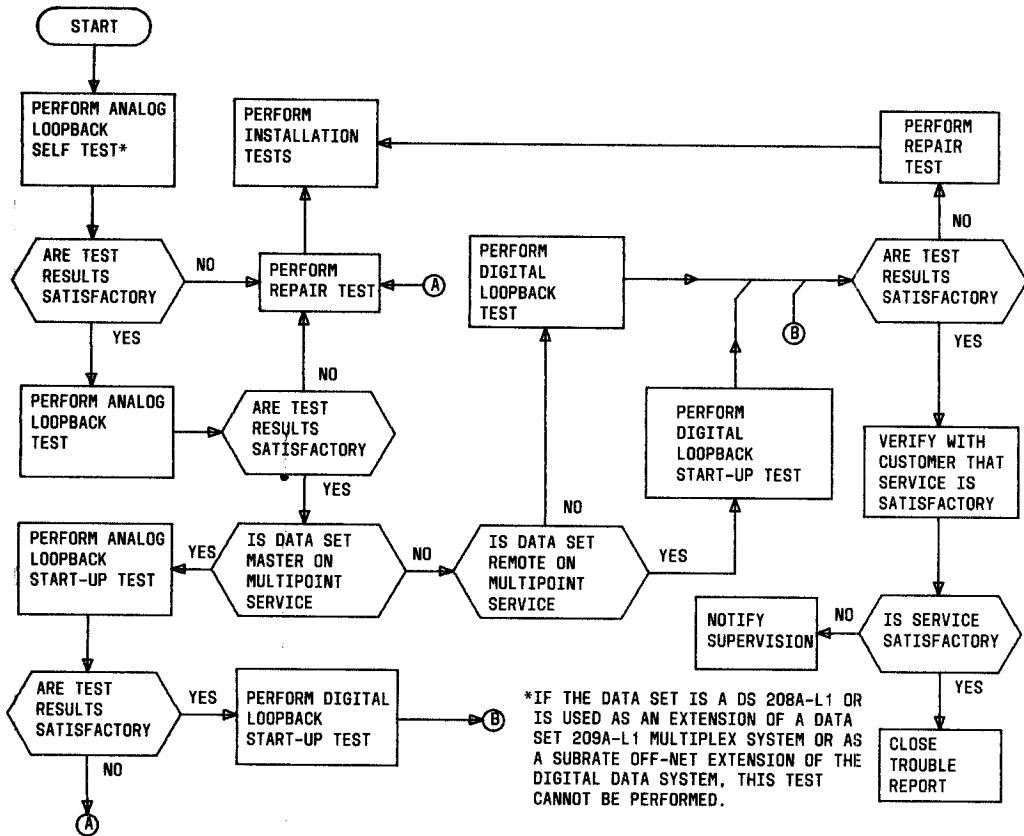 START
PERFORM ANALOG
LOOPBACK
SELF TEST*
ARE TEST
RESULTS
SATISFACTORY
NO
YES
PERFORM ANALOG
LOOPBACK
TEST
PERFORM
INSTALLATION
TESTS
PERFORM
REPAIR TEST
A
NO
ARE TEST
RESULTS
SATISFACTORY
YES
IS DATA SET
MASTER ON
MULTIPOINT
SERVICE
YES
NO
PERFORM ANALOG
LOOPBACK
START-UP TEST
ARE TEST
RESULTS
SATISFACTORY
YES
NO
A
PERFORM DIGITAL
LOOPBACK
START-UP TEST
B
IS DATA SET
REMOTE ON
MULTIPOINT
SERVICE
NO
YES
PERFORM
DIGITAL
LOOPBACK
TEST
PERFORM
DIGITAL
LOOPBACK
START-UP TEST
B
ARE TEST
RESULTS
SATISFACTORY
NO
PERFORM
REPAIR
TEST
YES
VERIFY WITH
CUSTOMER THAT
SERVICE IS
SATISFACTORY
IS SERVICE
SATISFACTORY
NO
NOTIFY
SUPERVISION
YES
CLOSE
TROUBLE
REPORT
*IF THE DATA SET IS A DS 208A-L1 OR
IS USED AS AN EXTENSION OF A DATA
SET 209A-L1 MULTIPLEX SYSTEM OR AS
A SUBRATE OFF-NET EXTENSION OF THE
DIGITAL DATA SYSTEM, THIS TEST
CANNOT BE PERFORMED.